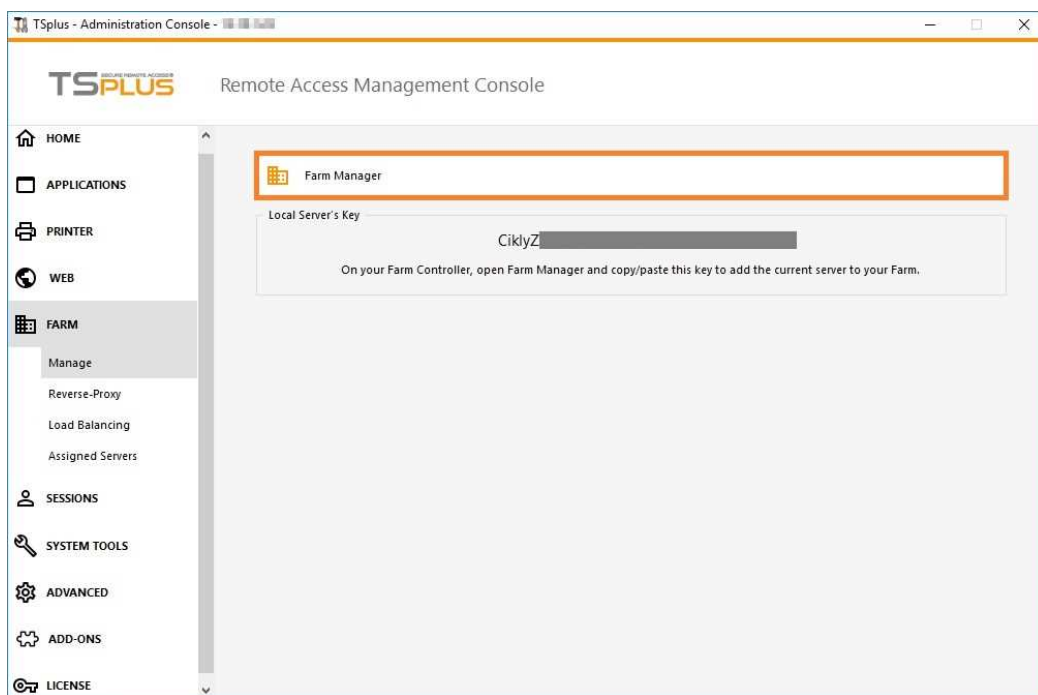 TSplus - Administration Console -
TSPLUS
SECURE REMOTE ACCESS
Remote Access Management Console
HOME
APPLICATIONS
PRINTER
WEB
FARM
Manage
Reverse-Proxy
Load Balancing
Assigned Servers
SESSIONS
SYSTEM TOOLS
ADVANCED
ADD-ONS
LICENSE
Farm Manager
Local Server's Key
CiklyZ
On your Farm Controller, open Farm Manager and copy/paste this key to add the current server to your Farm.